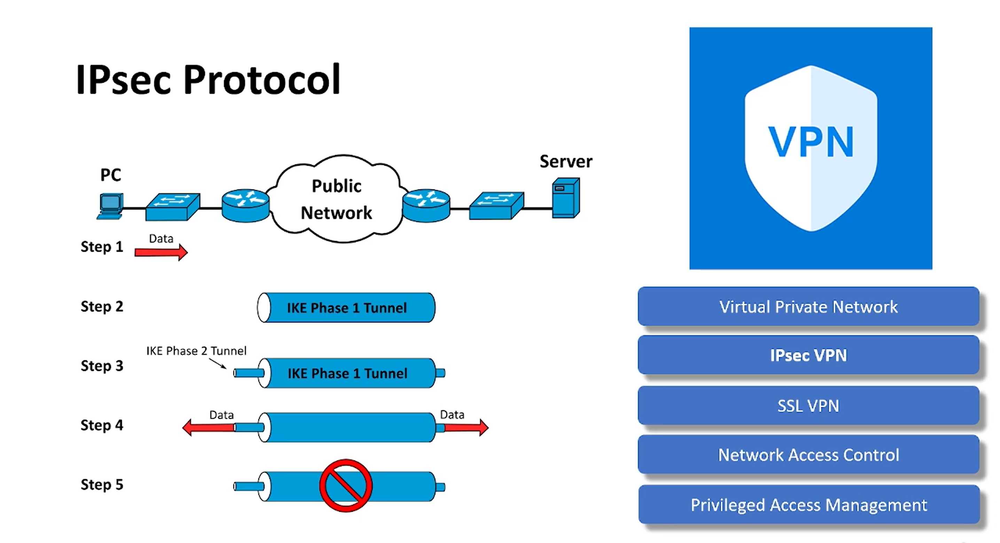 IPsec Protocol
PC
Public
Network
Server
Step 1
Data
Step 2
IKE Phase 1 Tunnel
Step 3
IKE Phase 2 Tunnel
IKE Phase 1 Tunnel
Step 4
Data
Data
Step 5
VPN
Virtual Private Network
IPsec VPN
SSL VPN
Network Access Control
Privileged Access Management